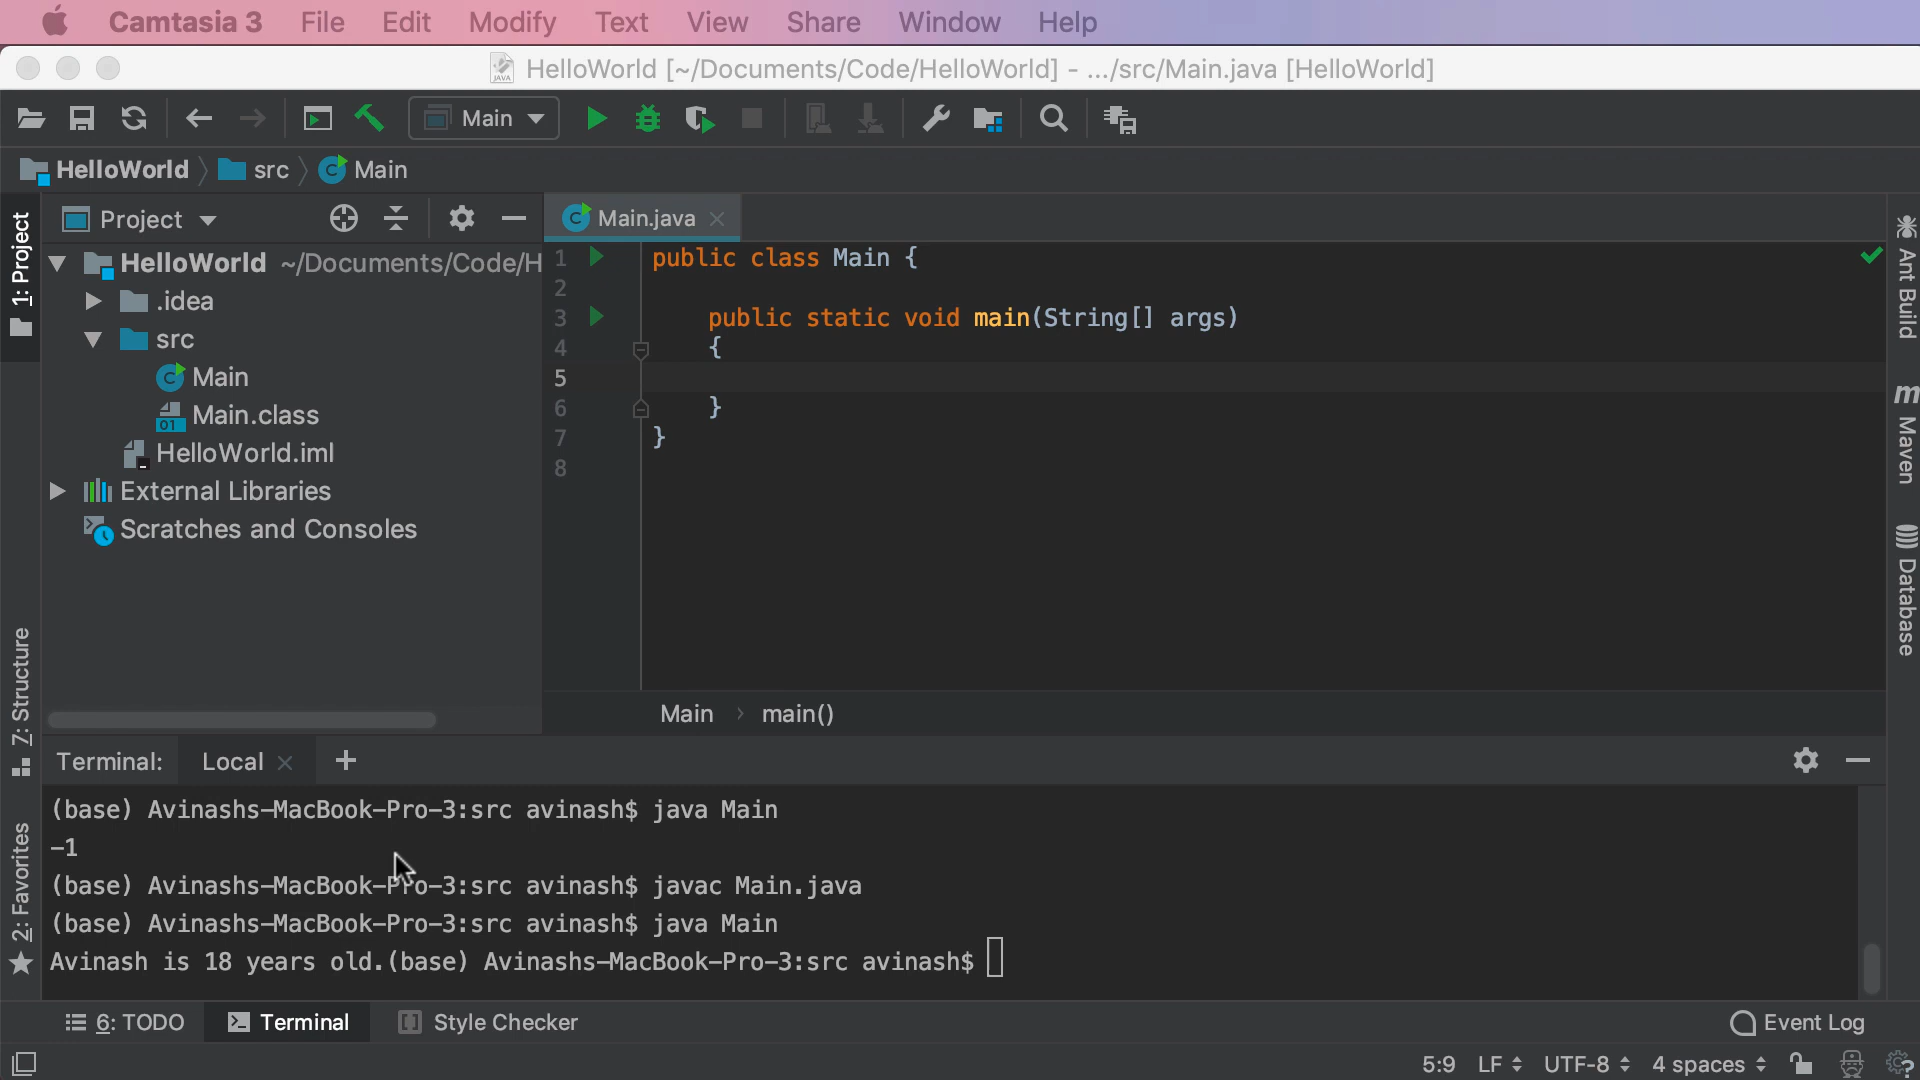 Camtasia 3 File Edit Modify Text View Share Window Help
HelloWorld [~/Documents/Code/HelloWorld] - .../src/Main.java [HelloWorld]
Main
HelloWorld src Main
1: Project
Project
Main.java
HelloWorld ~/Documents/Code/H
.idea
src
Main
Main.class
HelloWorld.iml
External Libraries
Scratches and Consoles
1 public class Main {
2
3 public static void main(String[] args)
4 {
5
6 }
7 }
8
Main main()
Ant Build
Maven
Database
7: Structure
2: Favorites
Terminal: Local
(base) Avinashs-MacBook-Pro-3:src avinash$ java Main
-1
(base) Avinashs-MacBook-Pro-3:src avinash$ javac Main.java
(base) Avinashs-MacBook-Pro-3:src avinash$ java Main
Avinash is 18 years old.(base) Avinashs-MacBook-Pro-3:src avinash$
6: TODO Terminal Style Checker Event Log
5:9 LF UTF-8 4 spaces